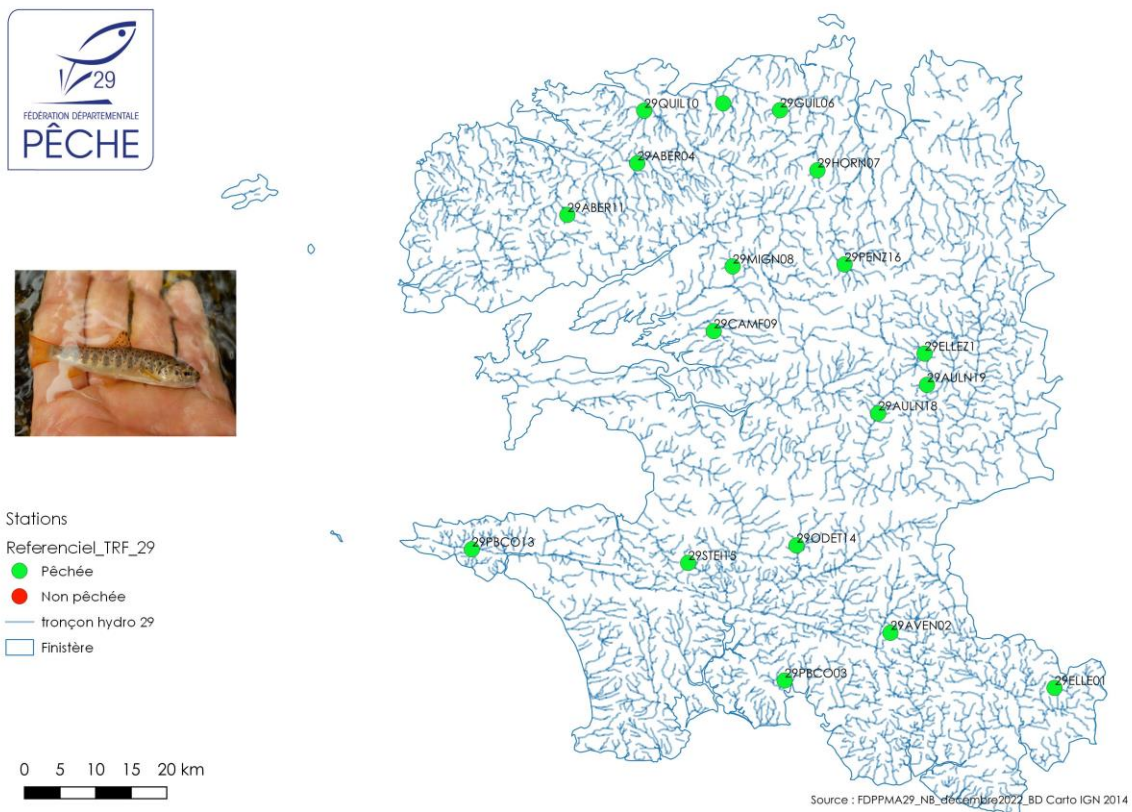 29
FÉDÉRATION DÉPARTEMENTALE
PÊCHE
29QUIL10
29GUIL06
29ABER04
29HORN07
29ABER11
29MIGN08
29PENZ16
29CAMF09
29ELLEZ1
29AULN19
29AULN18
29PBCO13
29STEI15
29ODET14
29AVEN02
29PBCO03
29ELLE01
Stations
Referenciel_TRF_29
Pêchée
Non pêchée
tronçon hydro 29
Finistère
0 5 10 15 20 km
Source : FDPPMA29_NB_décembre2022_BD Carto IGN 2014